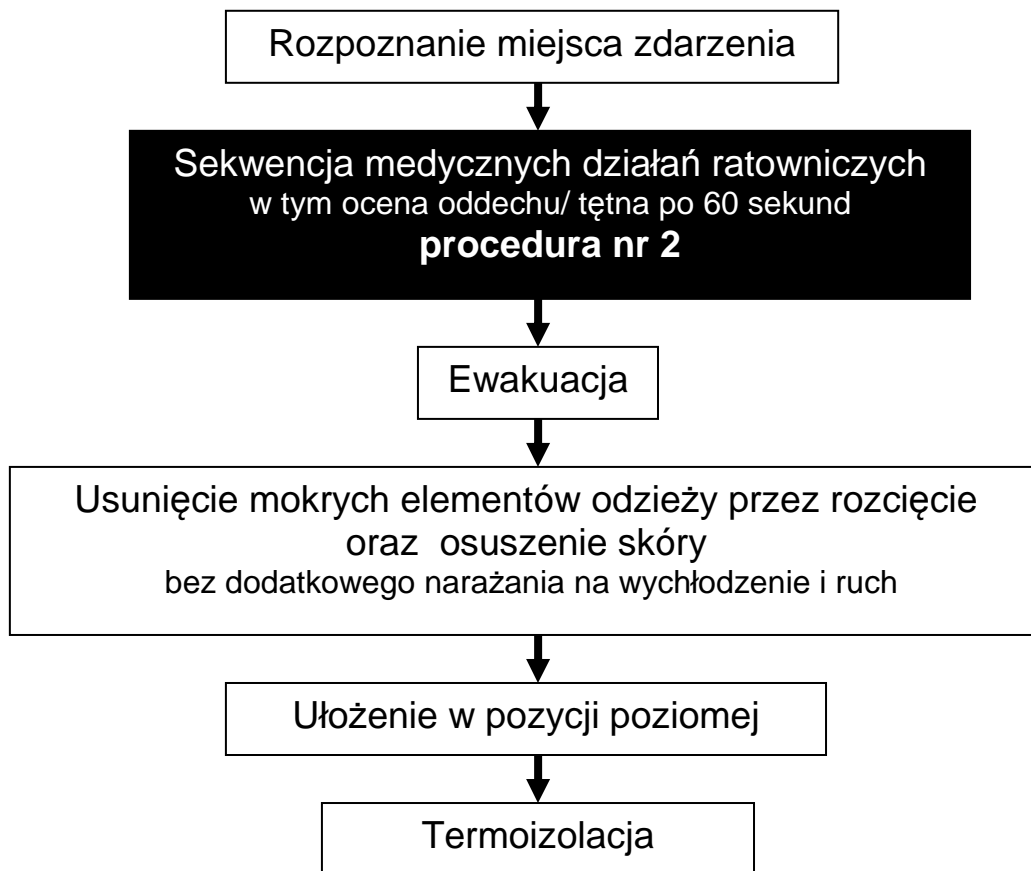 Rozpoznanie miejsca zdarzenia
Sekwencja medycznych działań ratowniczych
w tym ocena oddechu/ tętna po 60 sekund
procedura nr 2
Ewakuacja
Usunięcie mokrych elementów odzieży przez rozcięcie
oraz osuszenie skóry
bez dodatkowego narażania na wychłodzenie i ruch
Ułożenie w pozycji poziomej
Termoizolacja